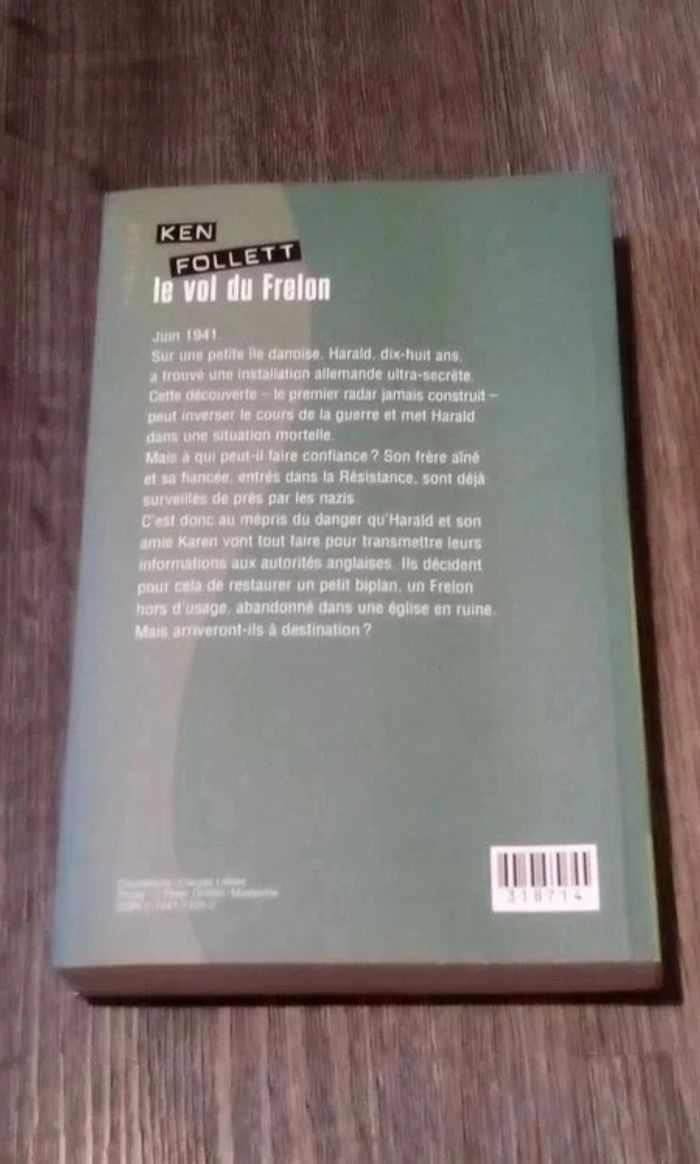 KEN
FOLLETT
le vol du Frelon
Juin 1941.
Sur une petite île danoise, Harald, dix-huit ans,
a trouvé une installation allemande ultra-secrète.
Cette découverte – le premier radar jamais construit –
peut inverser le cours de la guerre et met Harald
dans une situation mortelle.
Mais à qui peut-il faire confiance ? Son frère aîné
et sa fiancée, entrés dans la Résistance, sont déjà
surveillés de près par les nazis.
C'est donc au mépris du danger qu'Harald et son
amie Karen vont tout faire pour transmettre leurs
informations aux autorités anglaises. Ils décident
pour cela de restaurer un petit biplan, un Frelon
hors d'usage, abandonné dans une église en ruine.
Mais arriveront-ils à destination ?
318714